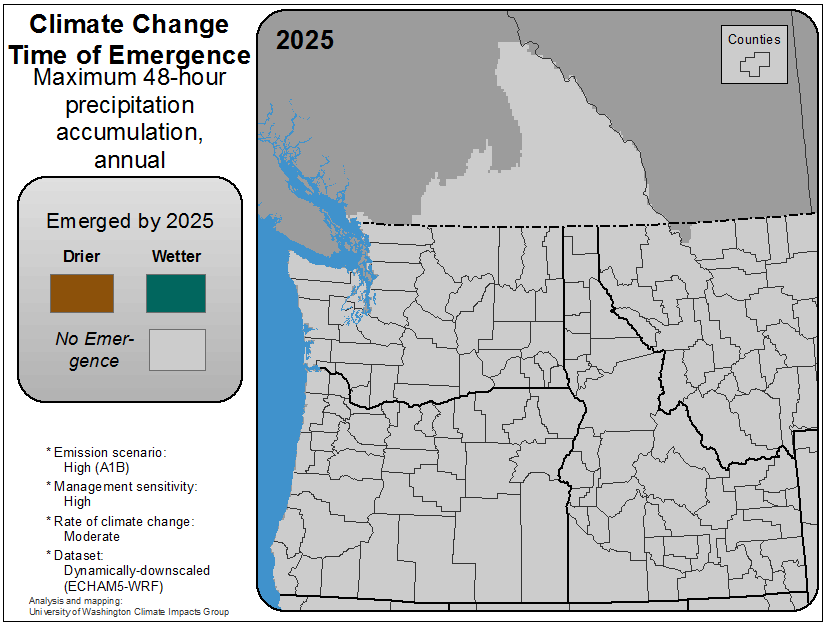 Climate Change
Time of Emergence
Maximum 48-hour
precipitation
accumulation,
annual
Emerged by 2025
Drier
Wetter
No Emer-
gence
* Emission scenario:
High (A1B)
* Management sensitivity:
High
* Rate of climate change:
Moderate
* Dataset:
Dynamically-downscaled
(ECHAM5-WRF)
Analysis and mapping:
University of Washington Climate Impacts Group
2025
Counties